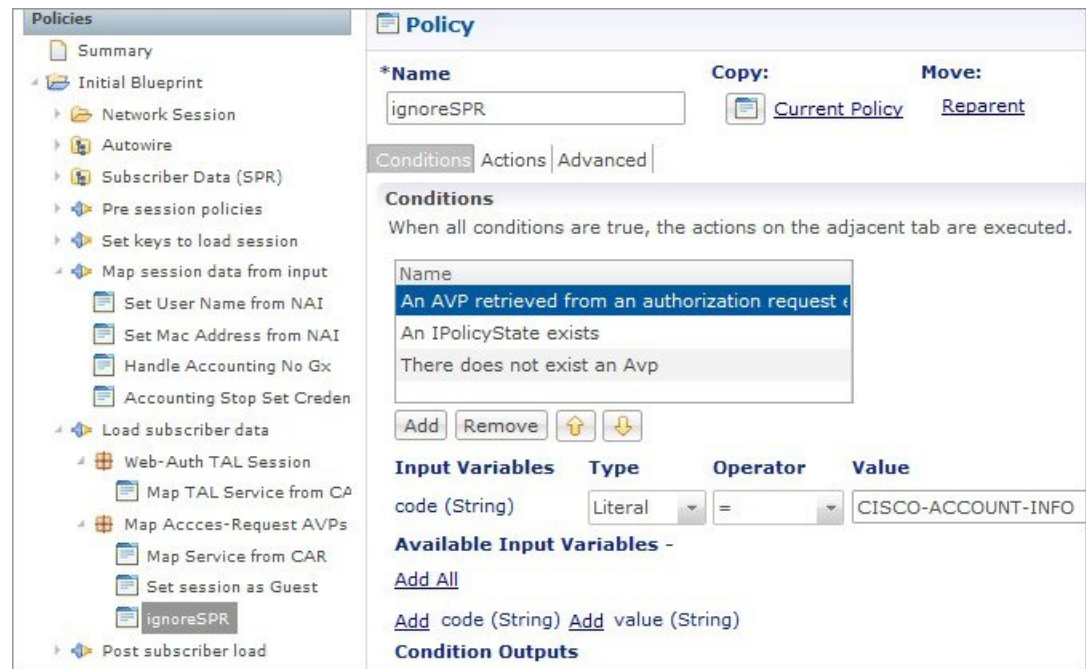 Policies
Summary
Initial Blueprint
Network Session
Autowire
Subscriber Data (SPR)
Pre session policies
Set keys to load session
Map session data from input
Set User Name from NAI
Set Mac Address from NAI
Handle Accounting No Gx
Accounting Stop Set Creden
Load subscriber data
Web-Auth TAL Session
Map TAL Service from CA
Map Accces-Request AVPs
Map Service from CAR
Set session as Guest
ignoreSPR
Post subscriber load
Policy
*Name Copy: Move:
ignoreSPR Current Policy Reparent
Conditions Actions Advanced
Conditions
When all conditions are true, the actions on the adjacent tab are executed.
Name
An AVP retrieved from an authorization request e
An IPolicyState exists
There does not exist an Avp
Add Remove
Input Variables Type Operator Value
code (String) Literal = CISCO-ACCOUNT-INFO
Available Input Variables -
Add All
Add code (String) Add value (String)
Condition Outputs